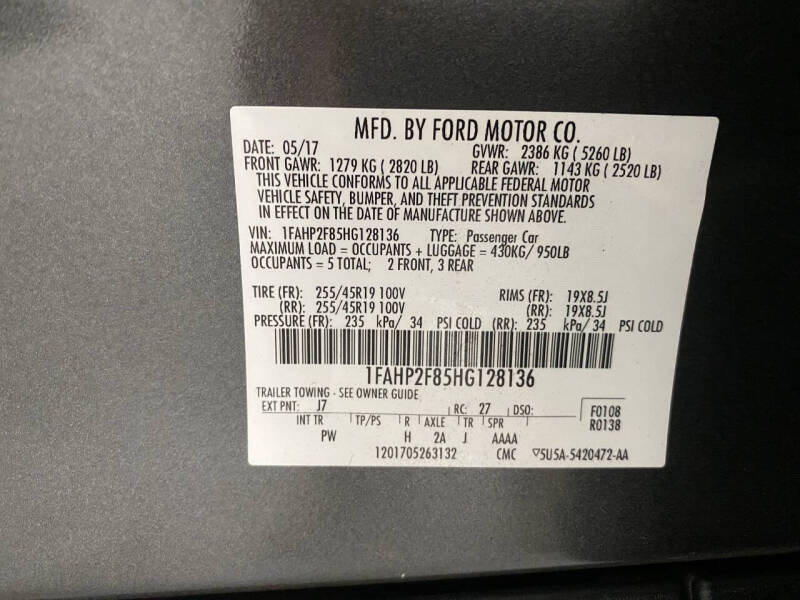 MFD. BY FORD MOTOR CO.
DATE: 05/17 GVWR: 2386 KG ( 5260 LB)
FRONT GAWR: 1279 KG ( 2820 LB) REAR GAWR: 1143 KG ( 2520 LB)
THIS VEHICLE CONFORMS TO ALL APPLICABLE FEDERAL MOTOR
VEHICLE SAFETY, BUMPER, AND THEFT PREVENTION STANDARDS
IN EFFECT ON THE DATE OF MANUFACTURE SHOWN ABOVE.
VIN: 1FAHP2F85HG128136 TYPE: Passenger Car
MAXIMUM LOAD = OCCUPANTS + LUGGAGE = 430KG/ 950LB
OCCUPANTS = 5 TOTAL; 2 FRONT, 3 REAR
TIRE (FR): 255/45R19 100V RIMS (FR): 19X8.5J
(RR): 255/45R19 100V (RR): 19X8.5J
PRESSURE (FR): 235 kPa/ 34 PSI COLD (RR): 235 kPa/ 34 PSI COLD
1FAHP2F85HG128136
TRAILER TOWING - SEE OWNER GUIDE
EXT PNT: J7 RC: 27 DSO: F0108
INT TR TP/PS R AXLE TR SPR R0138
PW H 2A J AAAA
1201705263132 CMC ▽5U5A-5420472-AA